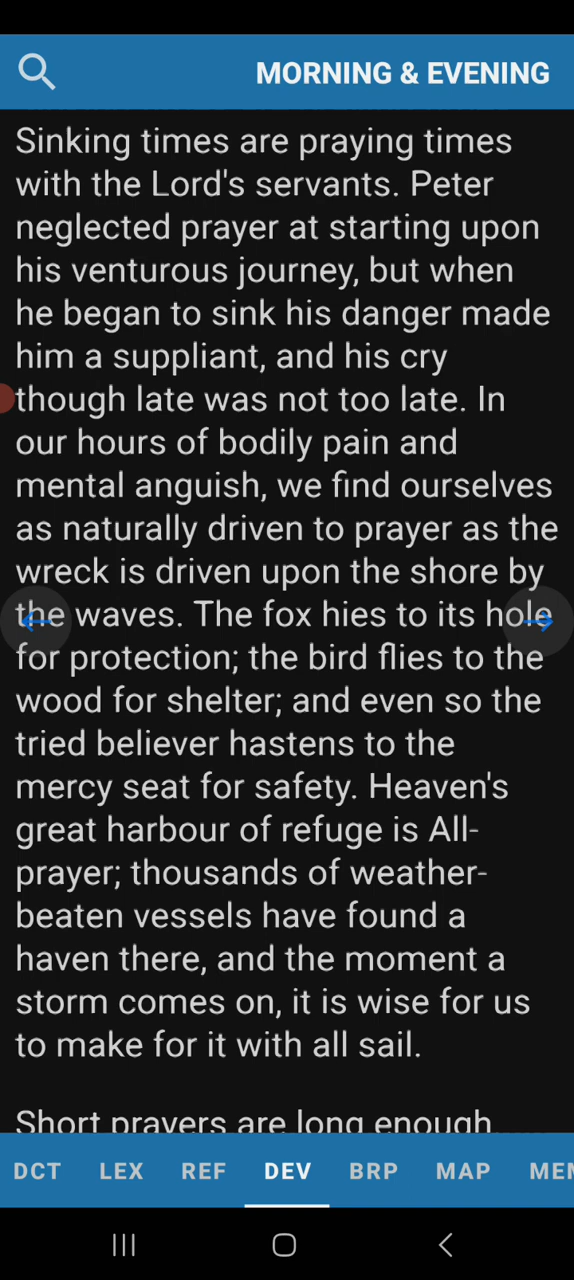 MORNING & EVENING
Sinking times are praying times
with the Lord's servants. Peter
neglected prayer at starting upon
his venturous journey, but when
he began to sink his danger made
him a suppliant, and his cry
though late was not too late. In
our hours of bodily pain and
mental anguish, we find ourselves
as naturally driven to prayer as the
wreck is driven upon the shore by
the waves. The fox hies to its hole
for protection; the bird flies to the
wood for shelter; and even so the
tried believer hastens to the
mercy seat for safety. Heaven's
great harbour of refuge is All-
prayer; thousands of weather-
beaten vessels have found a
haven there, and the moment a
storm comes on, it is wise for us
to make for it with all sail.
Short prayers are long enough.
DCT LEX REF DEV BRP MAP MEM